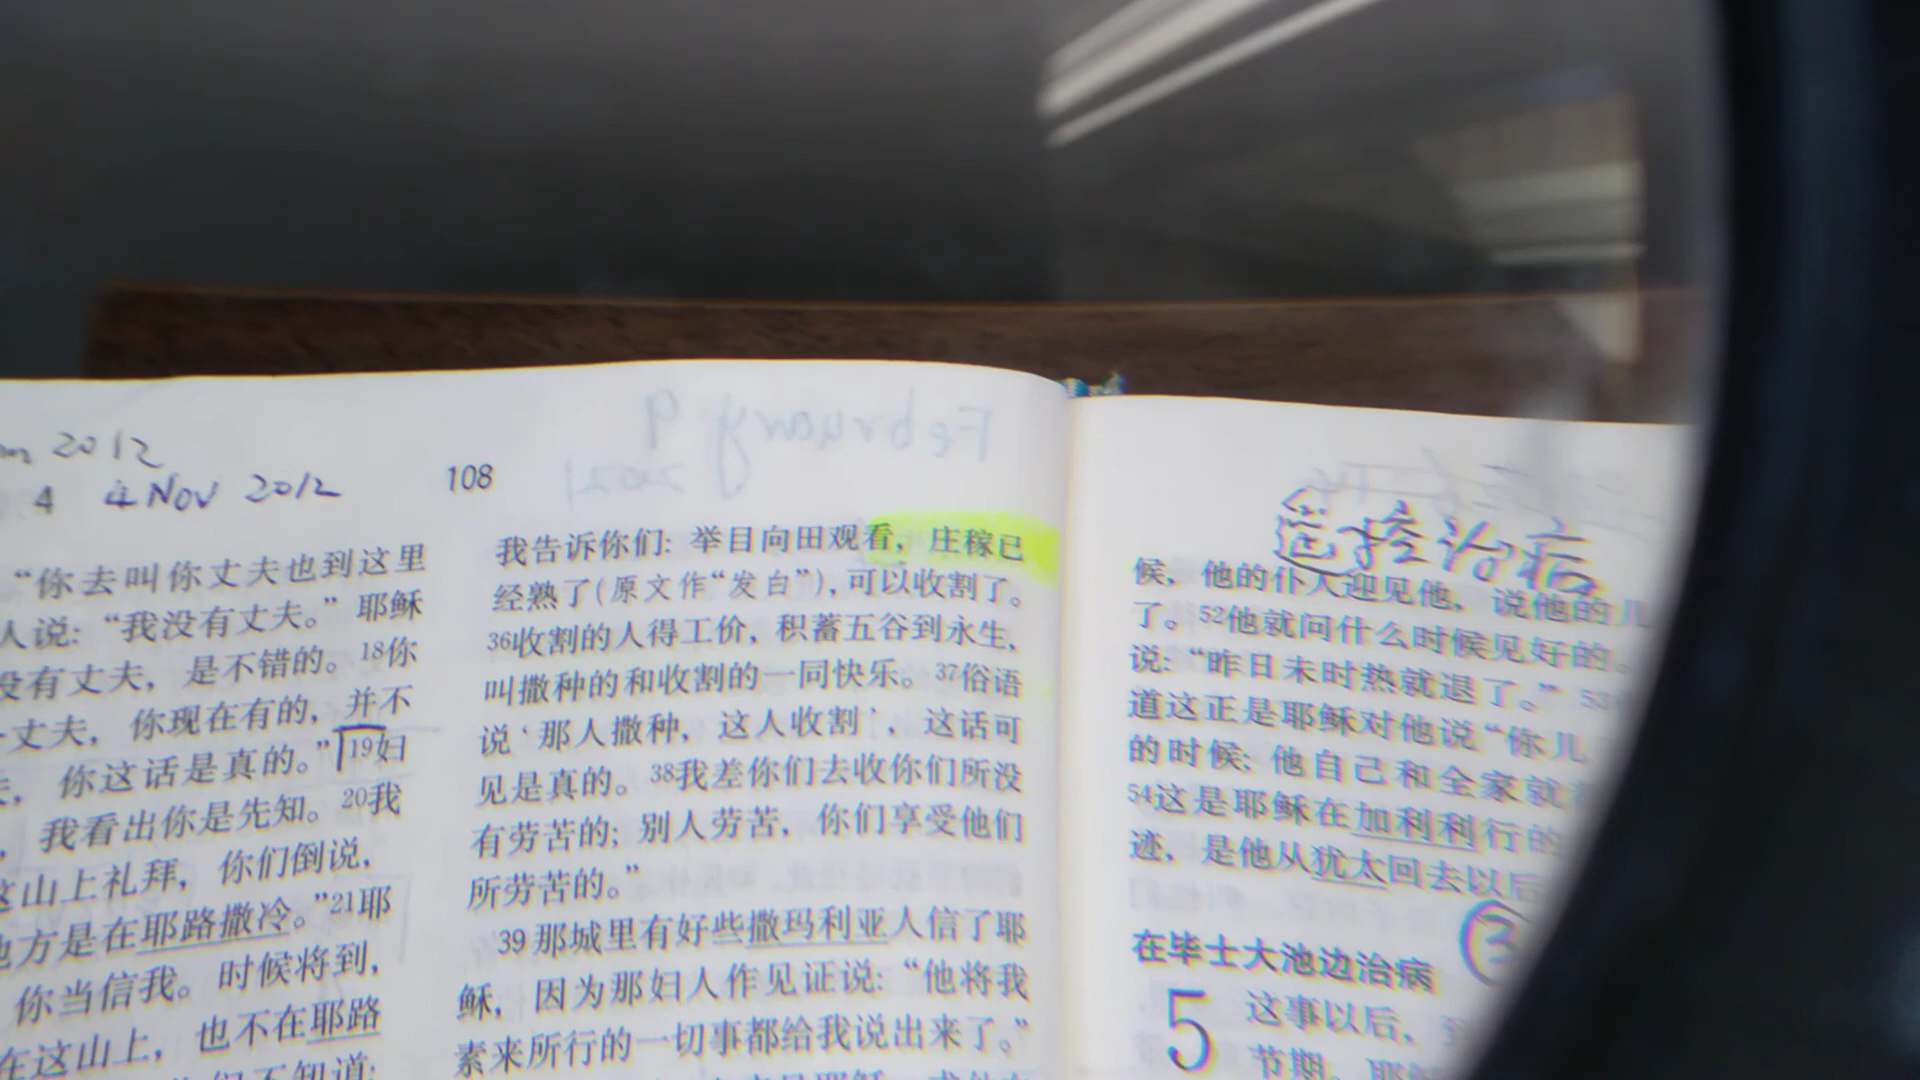 2012
4 4 Nov 2012
108
February 9
2021
“你去叫你丈夫也到这里
人说：“我没有丈夫。”耶稣
没有丈夫，是不错的。18你
丈夫，你现在有的，并不
你这话是真的。”19妇
，我看出你是先知。20我
这山上礼拜，你们倒说，
地方是在耶路撒冷。”21耶
你当信我。时候将到，
在这山上，也不在耶路
不知道；
我告诉你们：举目向田观看，庄稼已
经熟了（原文作“发白”），可以收割了。
36收割的人得工价，积蓄五谷到永生，
叫撒种的和收割的一同快乐。37俗语
说‘那人撒种，这人收割’，这话可
见是真的。38我差你们去收你们所没
有劳苦的；别人劳苦，你们享受他们
所劳苦的。”
39 那城里有好些撒玛利亚人信了耶
稣，因为那妇人作见证说：“他将我
素来所行的一切事都给我说出来了。”
遥控治病
候，他的仆人迎见他，说他的儿
了。52他就问什么时候见好的。
说：“昨日未时热就退了。”53
道这正是耶稣对他说“你儿
的时候；他自己和全家就
54这是耶稣在加利利行的
迹，是他从犹太回去以后
3
在毕士大池边治病
5 这事以后，
节期，耶稣